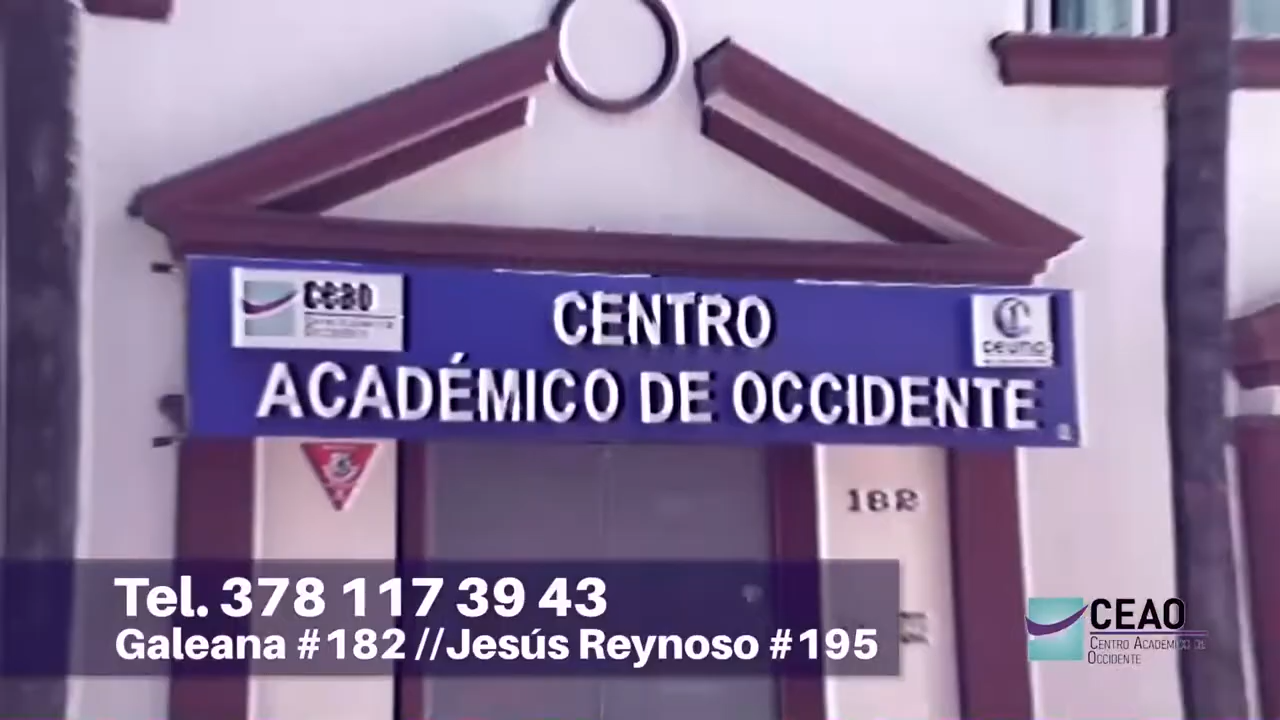 CEAO
CENTRO
ACADÉMICO DE OCCIDENTE
ceuno
182
Tel. 378 117 39 43
Galeana #182 //Jesús Reynoso #195
CEAO
CENTRO ACADÉMICO DE
OCCIDENTE